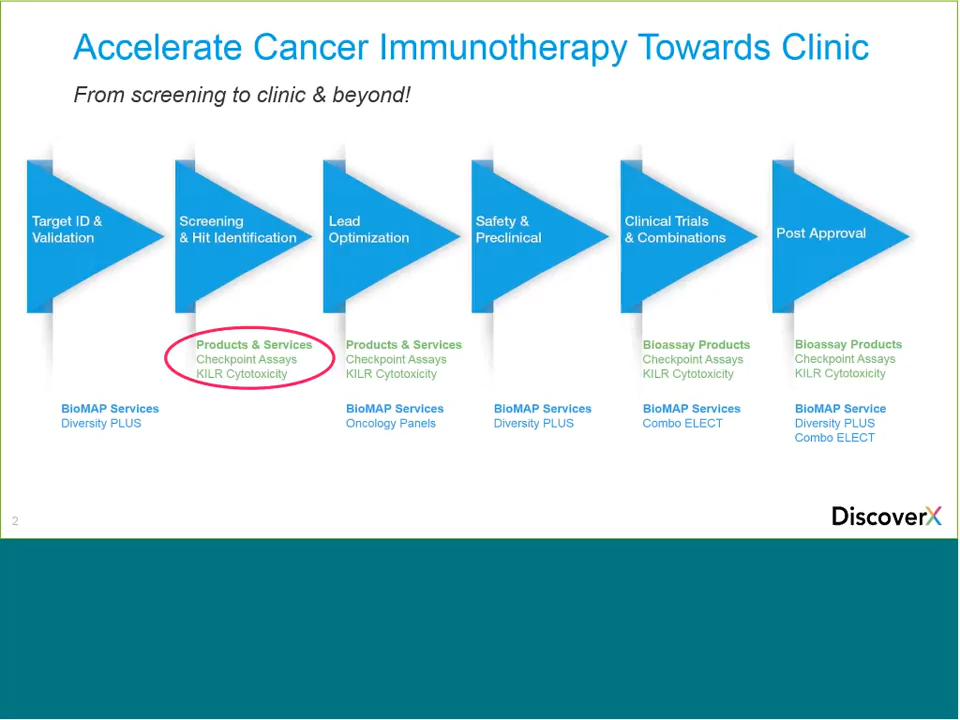 Accelerate Cancer Immunotherapy Towards Clinic
From screening to clinic & beyond!
Target ID &
Validation
Screening
& Hit Identification
Lead
Optimization
Safety &
Preclinical
Clinical Trials
& Combinations
Post Approval
Products & Services
Checkpoint Assays
KILR Cytotoxicity
Products & Services
Checkpoint Assays
KILR Cytotoxicity
Bioassay Products
Checkpoint Assays
KILR Cytotoxicity
Bioassay Products
Checkpoint Assays
KILR Cytotoxicity
BioMAP Services
Diversity PLUS
BioMAP Services
Oncology Panels
BioMAP Services
Diversity PLUS
BioMAP Services
Combo ELECT
BioMAP Service
Diversity PLUS
Combo ELECT
2
DiscoverX